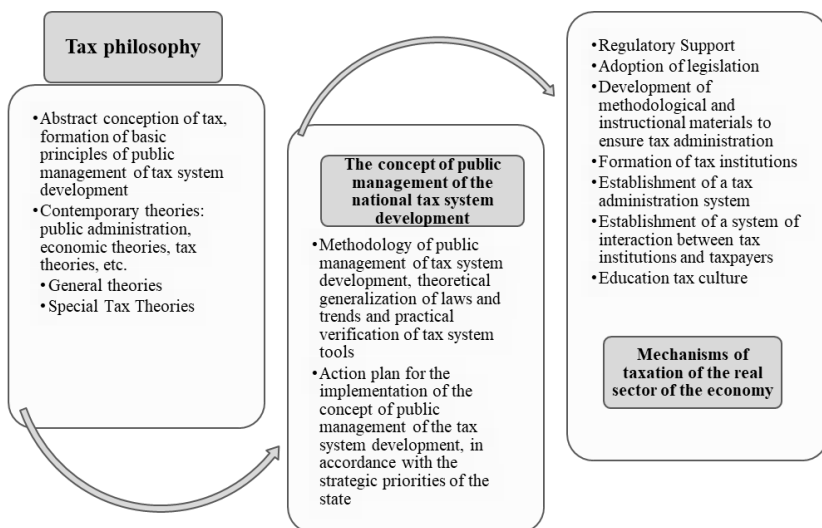 Tax philosophy
•Abstract conception of tax,
formation of basic
principles of public
management of tax system
development
•Contemporary theories:
public administration,
economic theories, tax
theories, etc.
•General theories
•Special Tax Theories
The concept of public
management of the
national tax system
development
•Methodology of public
management of tax system
development, theoretical
generalization of laws and
trends and practical
verification of tax system
tools
•Action plan for the
implementation of the
concept of public
management of the tax
system development, in
accordance with the
strategic priorities of the
state
•Regulatory Support
•Adoption of legislation
•Development of
methodological and
instructional materials to
ensure tax administration
•Formation of tax institutions
•Establishment of a tax
administration system
•Establishment of a system of
interaction between tax
institutions and taxpayers
•Education tax culture
Mechanisms of
taxation of the real
sector of the economy